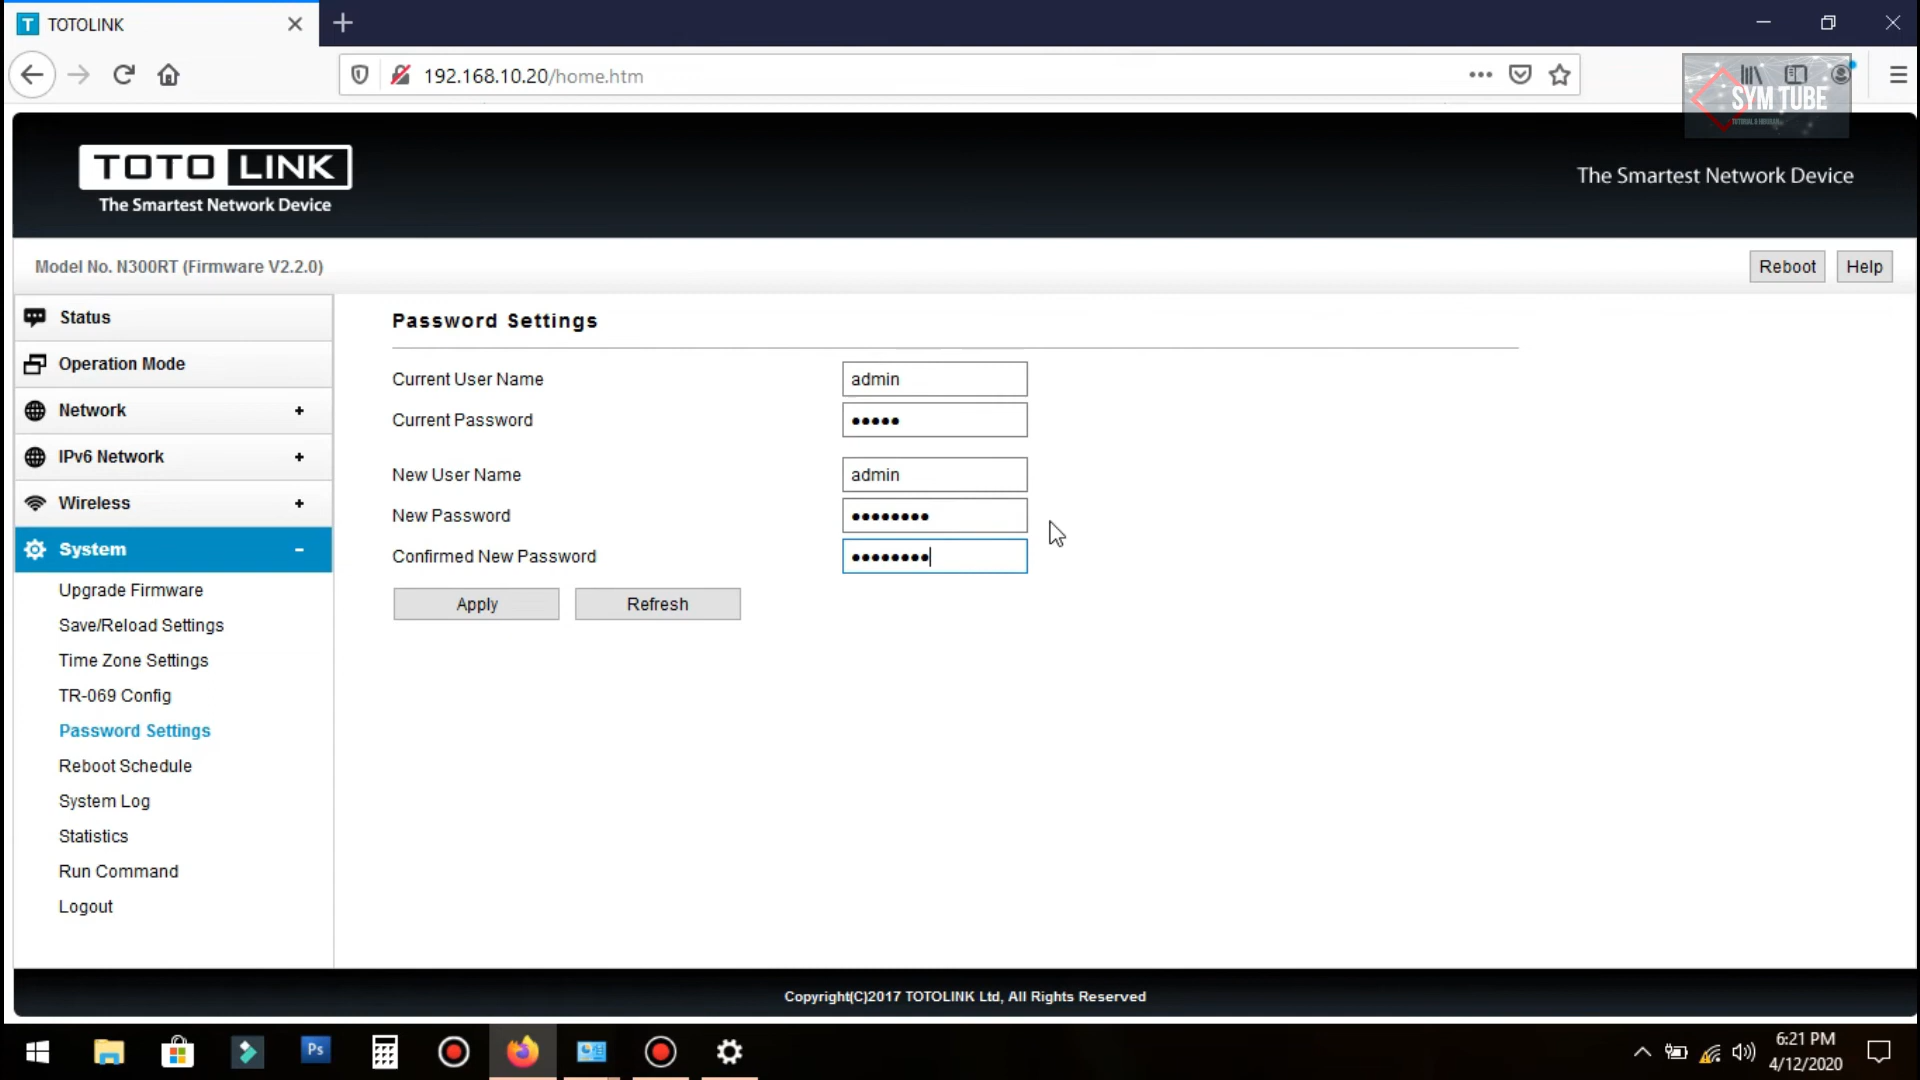 T TOTOLINK
192.168.10.20/home.htm
SYM TUBE
TOTO LINK
The Smartest Network Device
The Smartest Network Device
Model No. N300RT (Firmware V2.2.0)
Reboot
Help
Status
Operation Mode
Network +
IPv6 Network +
Wireless +
System -
Upgrade Firmware
Save/Reload Settings
Time Zone Settings
TR-069 Config
Password Settings
Reboot Schedule
System Log
Statistics
Run Command
Logout
Password Settings
Current User Name admin
Current Password •••••
New User Name admin
New Password ••••••••
Confirmed New Password ••••••••
Apply Refresh
Copyright(C)2017 TOTOLINK Ltd, All Rights Reserved
Ps
6:21 PM
4/12/2020